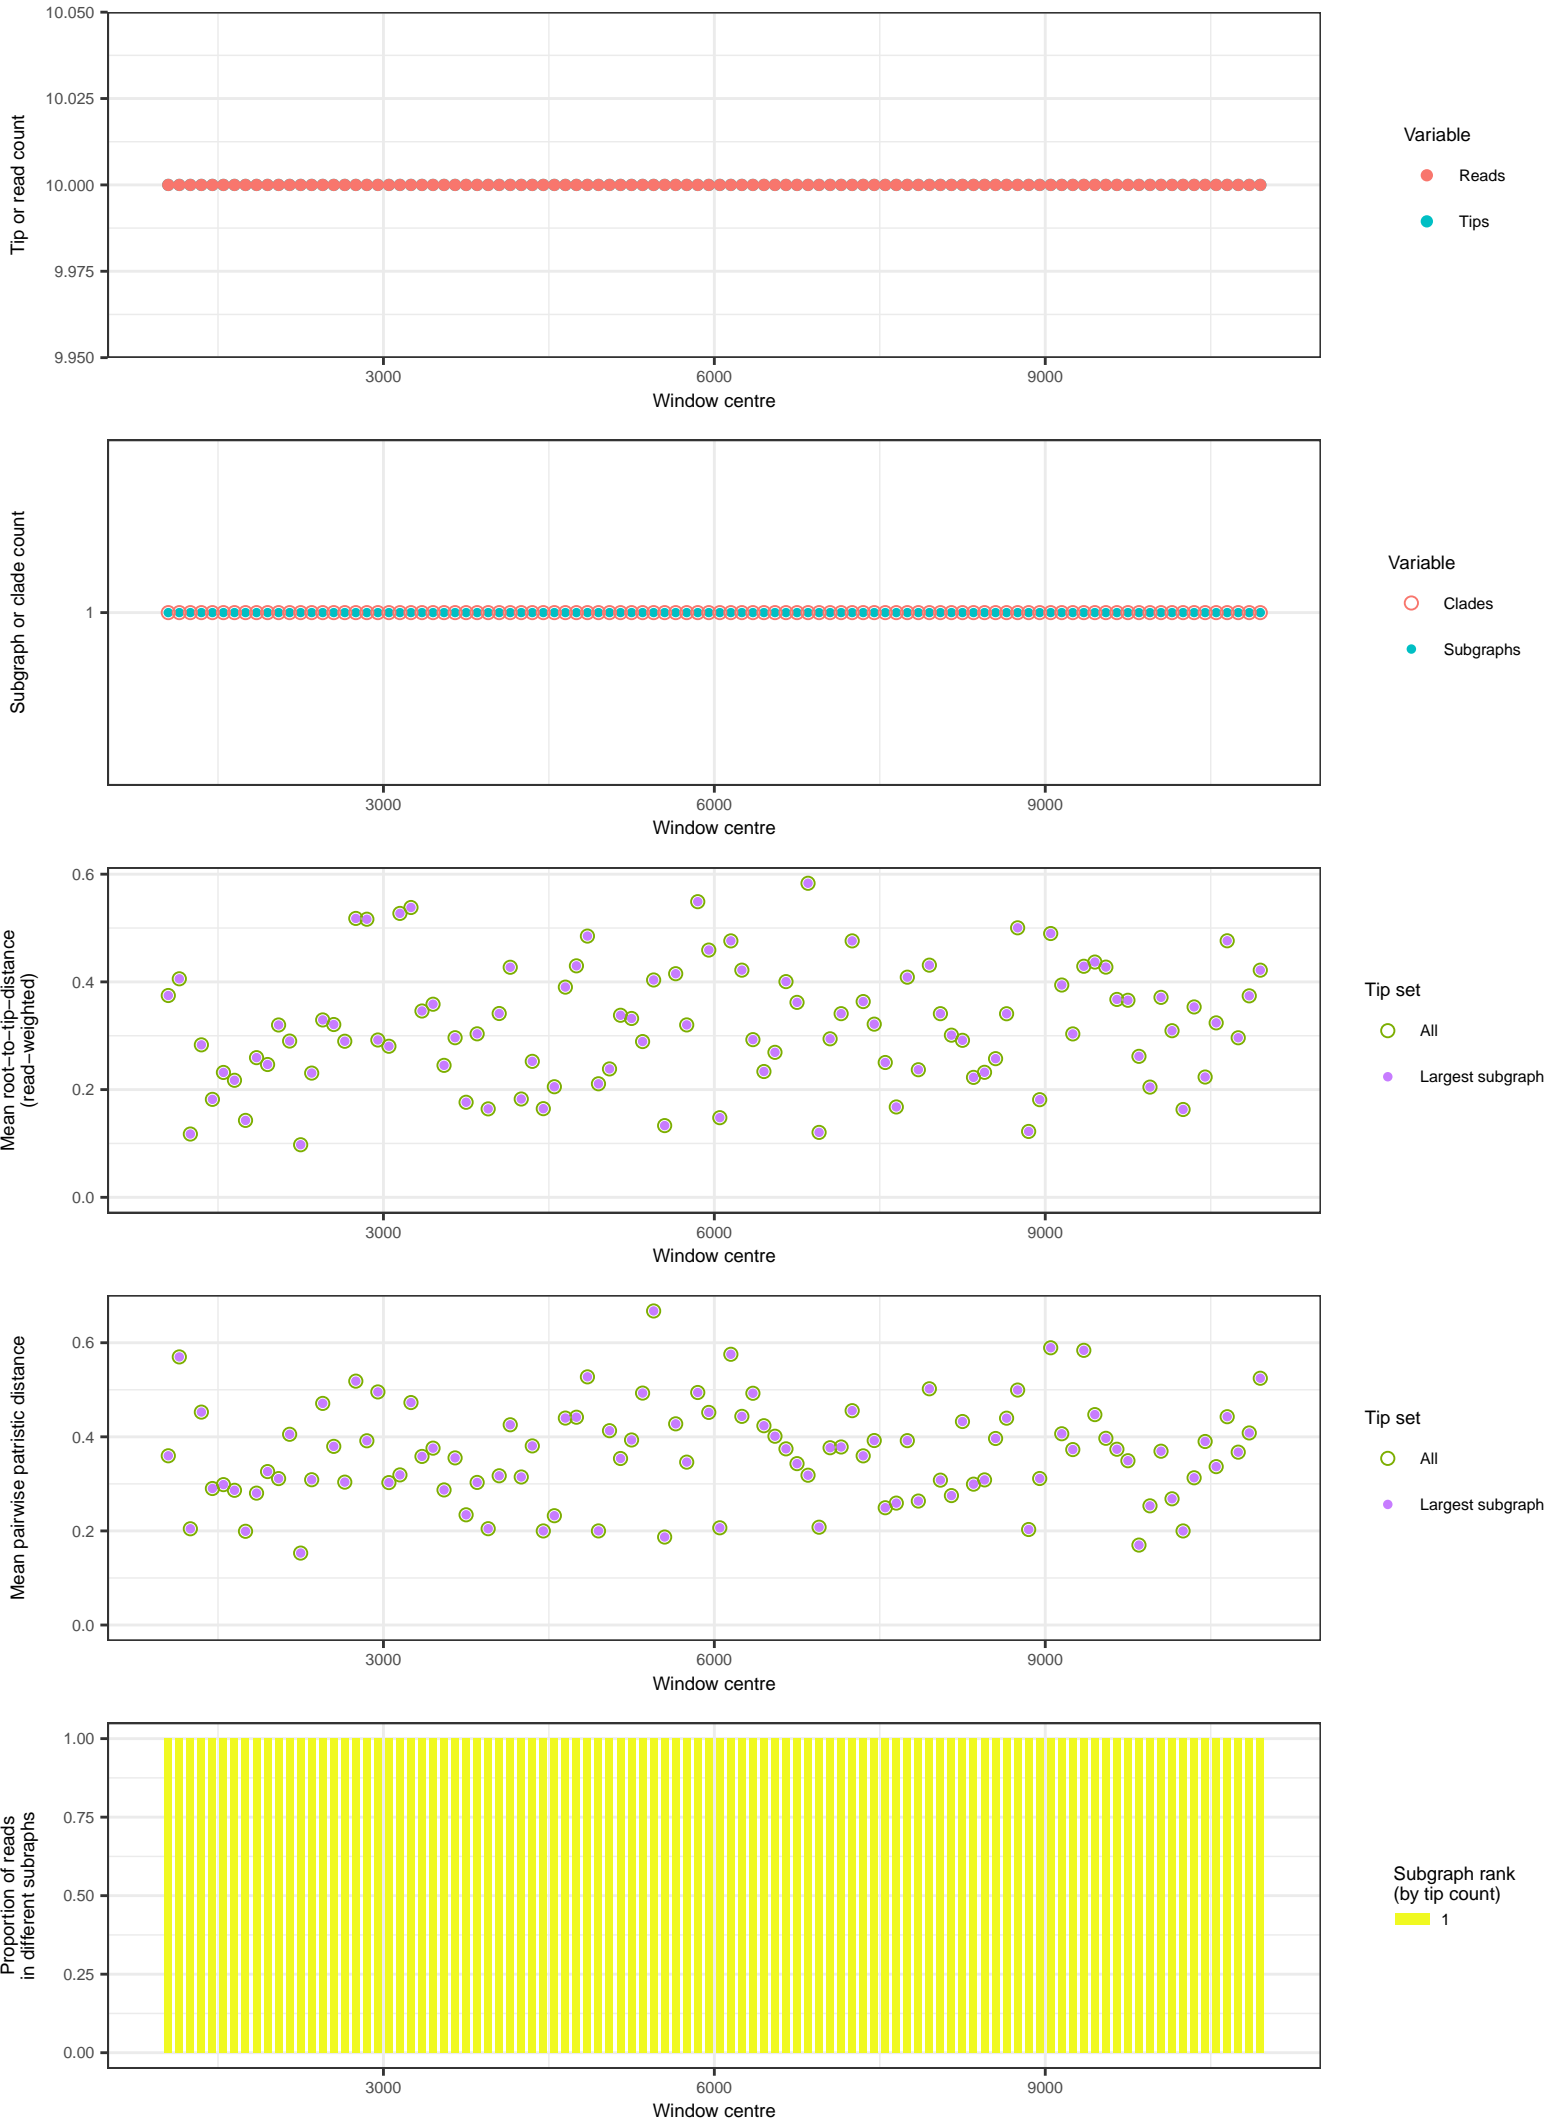 10.050
10.025
10.000
9.975
9.950
Tip or read count
3000
6000
9000
Window centre
Variable
Reads
Tips
Subgraph or clade count
1
3000
6000
9000
Window centre
Variable
Clades
Subgraphs
Mean root−to−tip−distance
(read−weighted)
0.6
0.4
0.2
0.0
3000
6000
9000
Window centre
Tip set
All
Largest subgraph
Mean pairwise patristic distance
0.6
0.4
0.2
0.0
3000
6000
9000
Window centre
Tip set
All
Largest subgraph
Proportion of reads
in different subraphs
1.00
0.75
0.50
0.25
0.00
3000
6000
9000
Window centre
Subgraph rank
(by tip count)
1